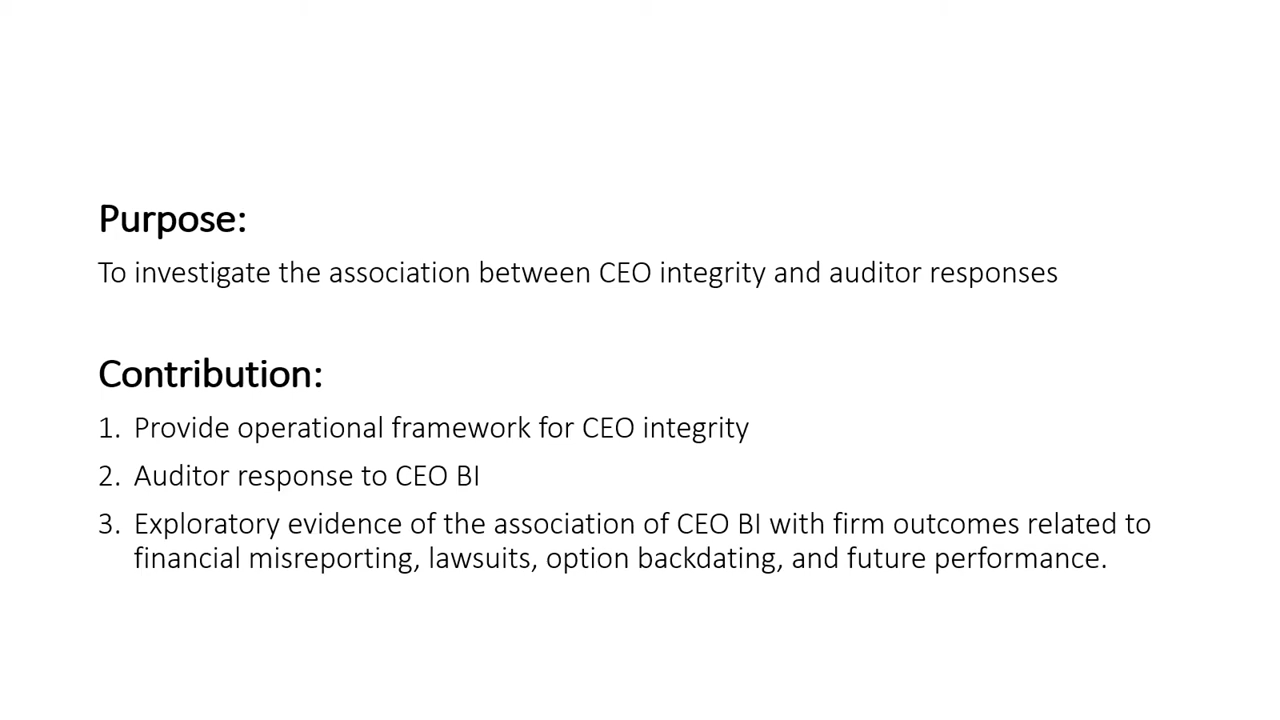 Purpose:
To investigate the association between CEO integrity and auditor responses
Contribution:
1. Provide operational framework for CEO integrity
2. Auditor response to CEO BI
3. Exploratory evidence of the association of CEO BI with firm outcomes related to
financial misreporting, lawsuits, option backdating, and future performance.